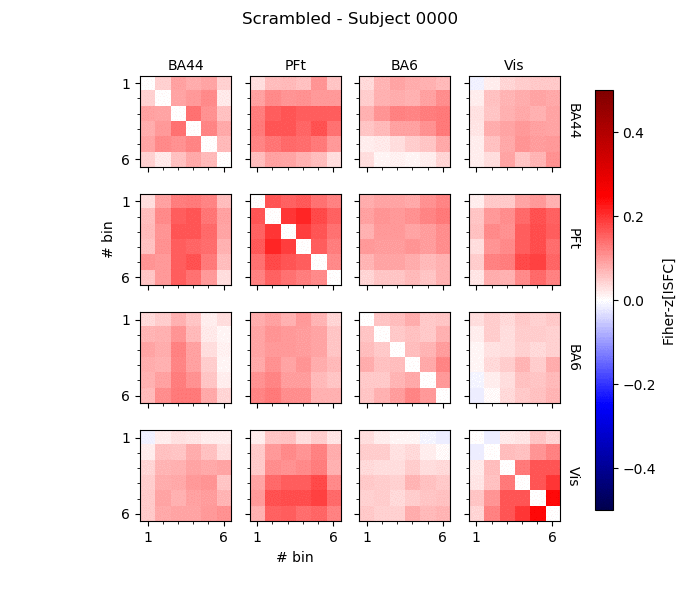 Scrambled - Subject 0000
BA44 PFt BA6 Vis
1
6
BA44
1
6
PFt
# bin
1
6
BA6
1
6
Vis
1 6 1 6 1 6 1 6
# bin
0.4
0.2
0.0
−0.2
−0.4
Fiher-z[ISFC]